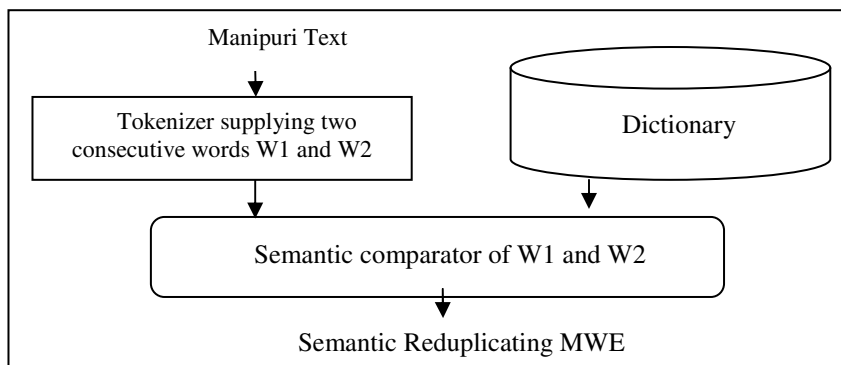 Manipuri Text
Tokenizer supplying two
consecutive words W1 and W2
Dictionary
Semantic comparator of W1 and W2
Semantic Reduplicating MWE